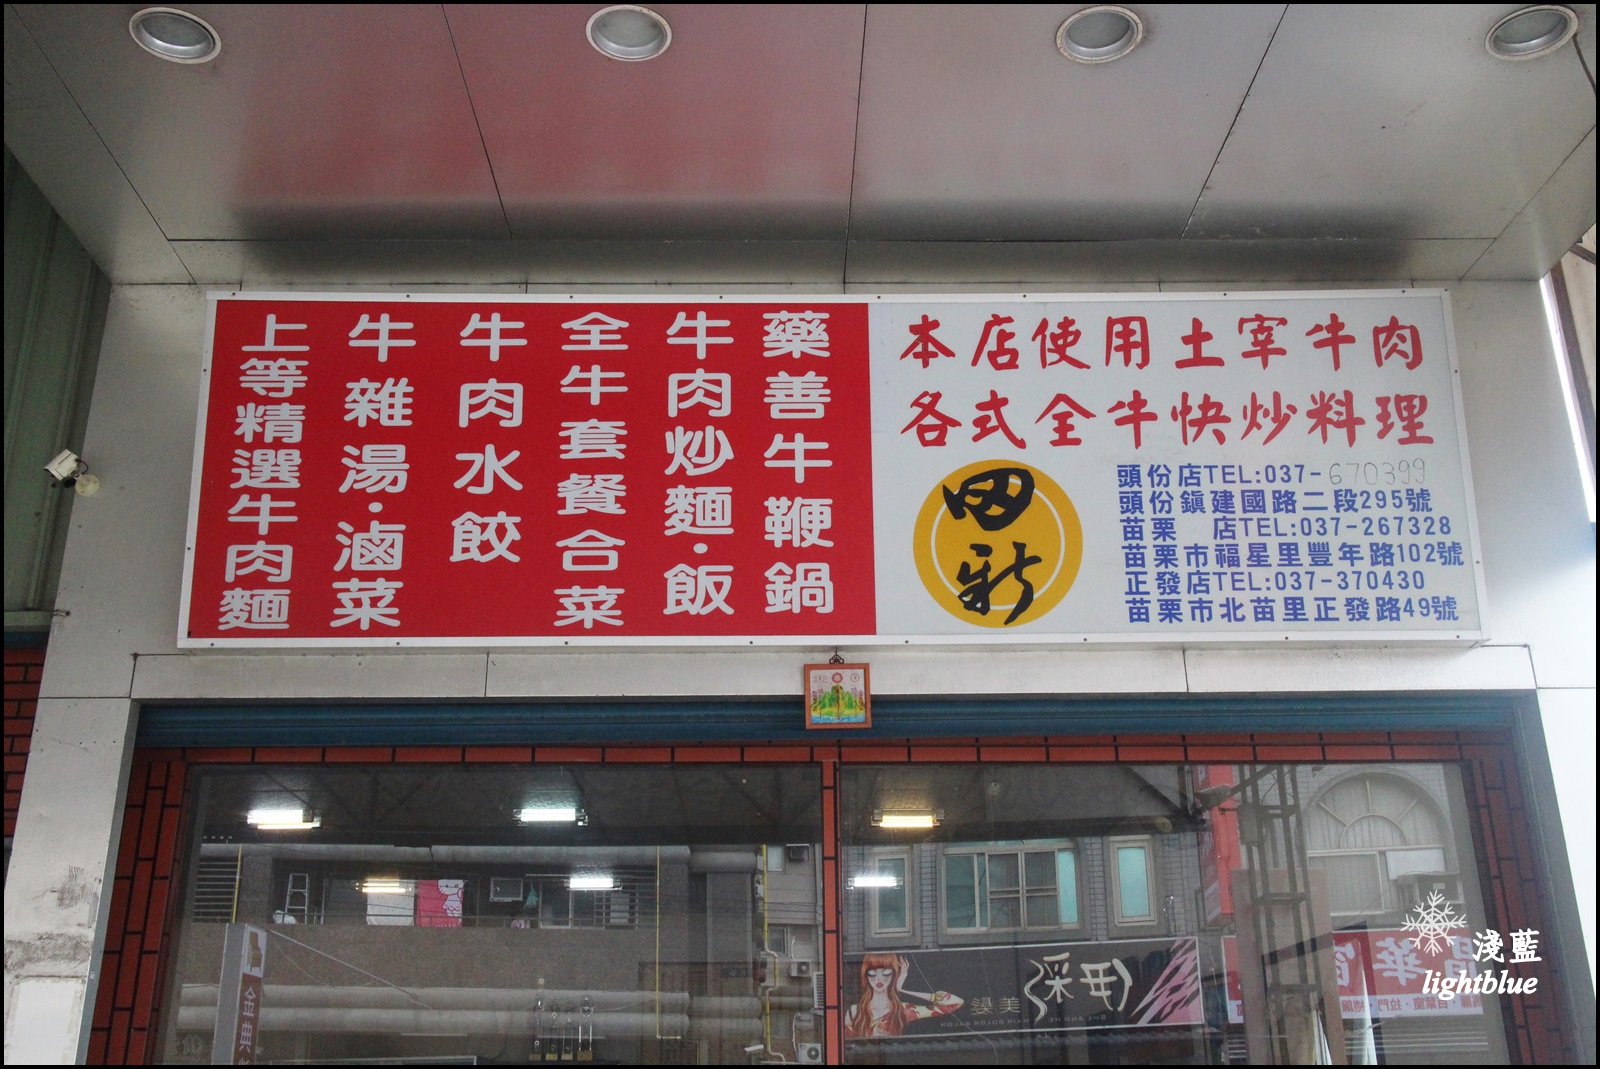 藥善牛鞭鍋
牛肉炒麵·飯
全牛套餐合菜
牛肉水餃
牛雜湯·滷菜
上等精選牛肉麵
本店使用土宰牛肉
各式全牛快炒料理
四新
頭份店TEL:037-670399
頭份鎮建國路二段295號
苗栗 店TEL:037-267328
苗栗市福星里豐年路102號
正發店TEL:037-370430
苗栗市北苗里正發路49號
淺藍
lightblue